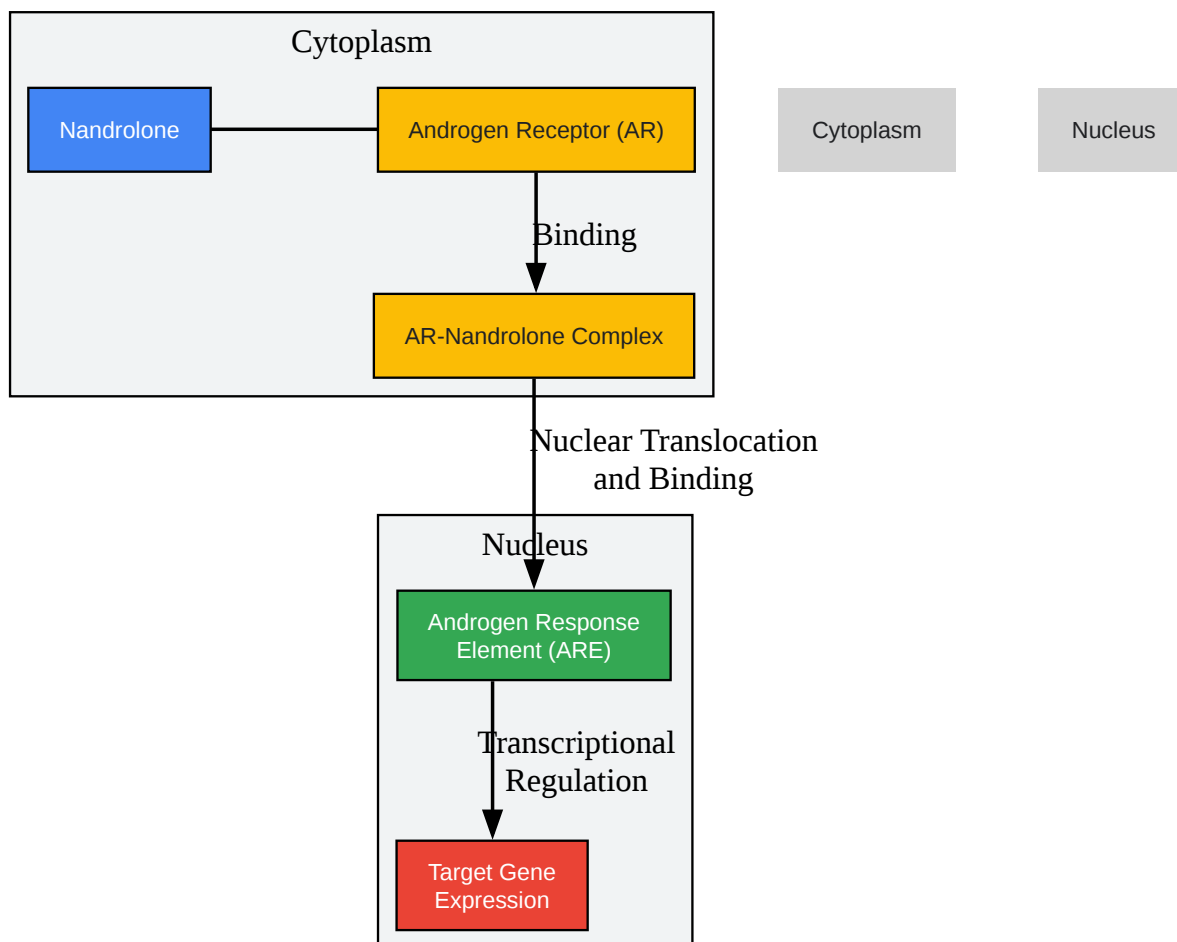 Cytoplasm
Nandrolone
Androgen Receptor (AR)
Cytoplasm
Nucleus
Binding
AR-Nandrolone Complex
Nuclear Translocation
and Binding
Nucleus
Androgen Response
Element (ARE)
Transcriptional
Regulation
Target Gene
Expression